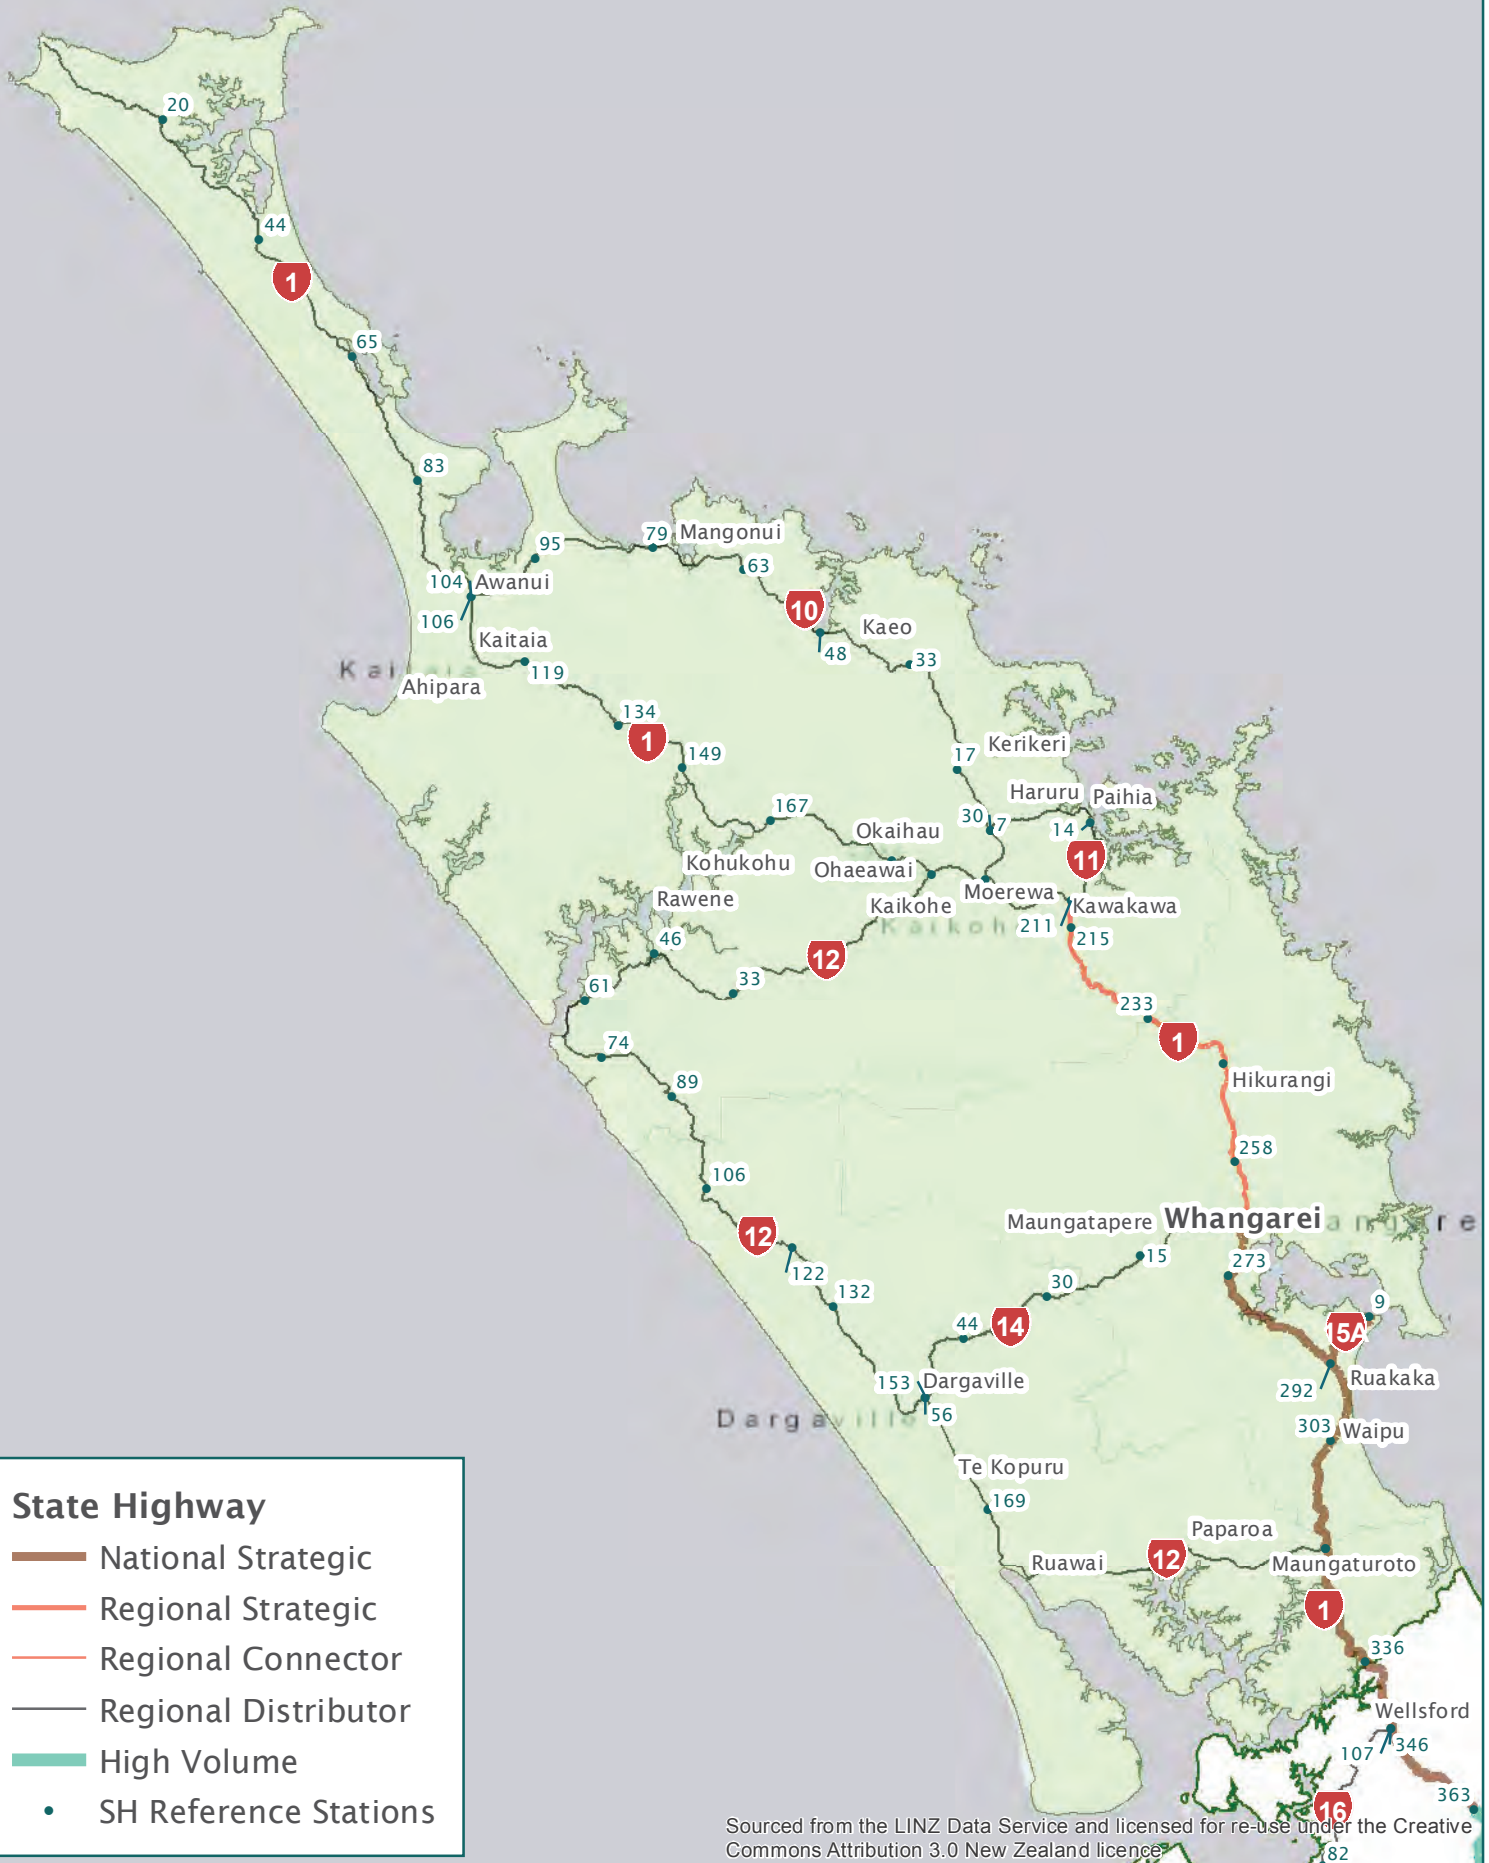 20
44
1
65
83
95
79
Mangonui
63
104
Awanui
106
10
Kaeo
Kaitaia
48
33
119
Ahipara
134
1
149
17
Kerikeri
Haruru
Paihia
167
30
7
14
Okaihau
11
Kohukohu
Ohaeawai
Moerewa
Rawene
Kaikohe
Kawakawa
211
215
46
12
33
61
233
1
74
89
Hikurangi
258
106
Maungatapere
Whangarei
12
15
122
273
30
132
9
44
14
15A
153
Dargaville
292
Ruakaka
56
Dargaville
303
Waipu
Te Kopuru
169
Paparoa
Ruawai
12
Maungaturoto
1
336
Wellsford
107
346
363
16
82
State Highway
National Strategic
Regional Strategic
Regional Connector
Regional Distributor
High Volume
SH Reference Stations
Sourced from the LINZ Data Service and licensed for re-use under the Creative
Commons Attribution 3.0 New Zealand licence